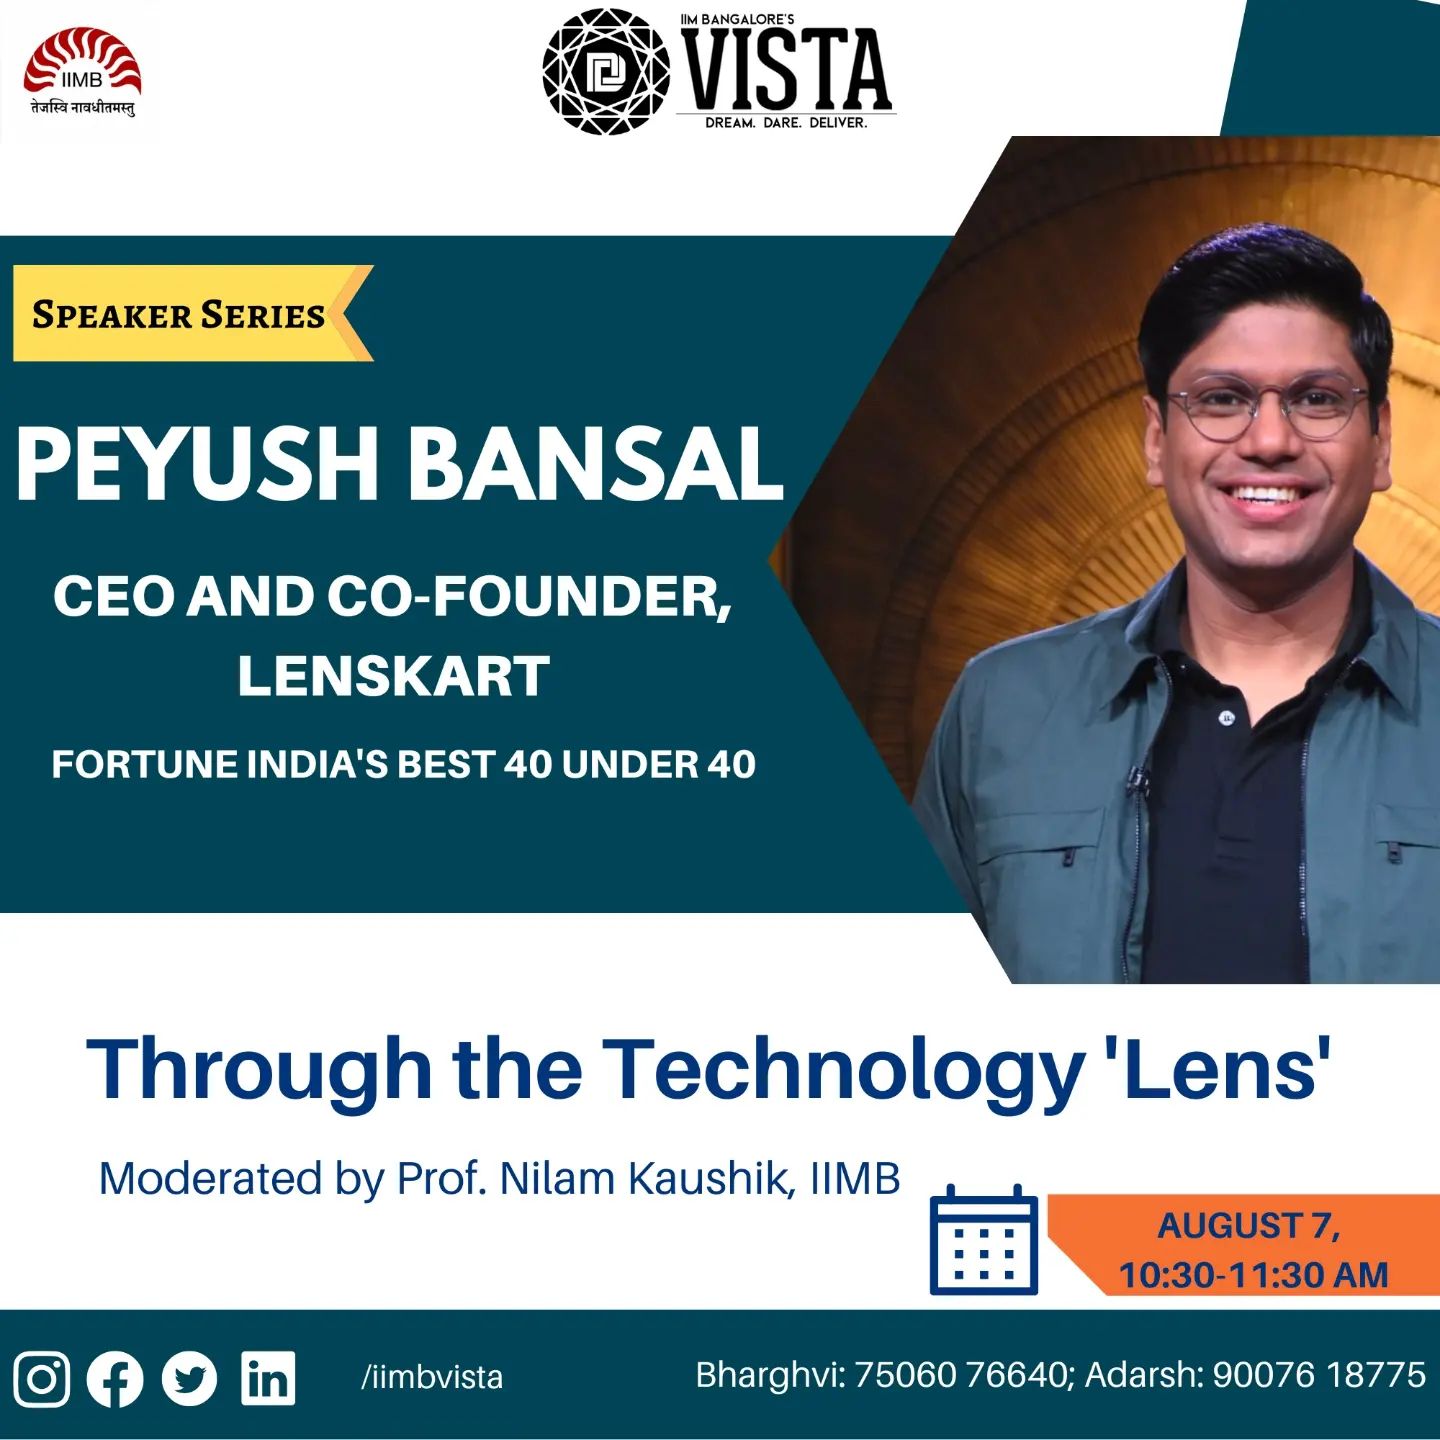 IIMB
तेजस्वि नावधीतमस्तु
IIM BANGALORE'S
VISTA
DREAM. DARE. DELIVER.
SPEAKER SERIES
PEYUSH BANSAL
CEO AND CO-FOUNDER,
LENSKART
FORTUNE INDIA'S BEST 40 UNDER 40
Through the Technology 'Lens'
Moderated by Prof. Nilam Kaushik, IIMB
AUGUST 7,
10:30-11:30 AM
/iimbvista
Bharghvi: 75060 76640; Adarsh: 90076 18775